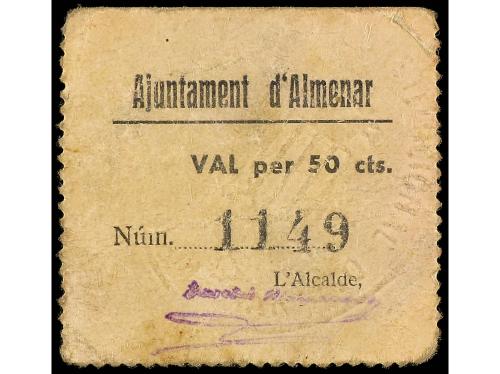 Ajuntament d'Almenar
VAL per 50 cts.
Núm. 1149
L'Alcalde,